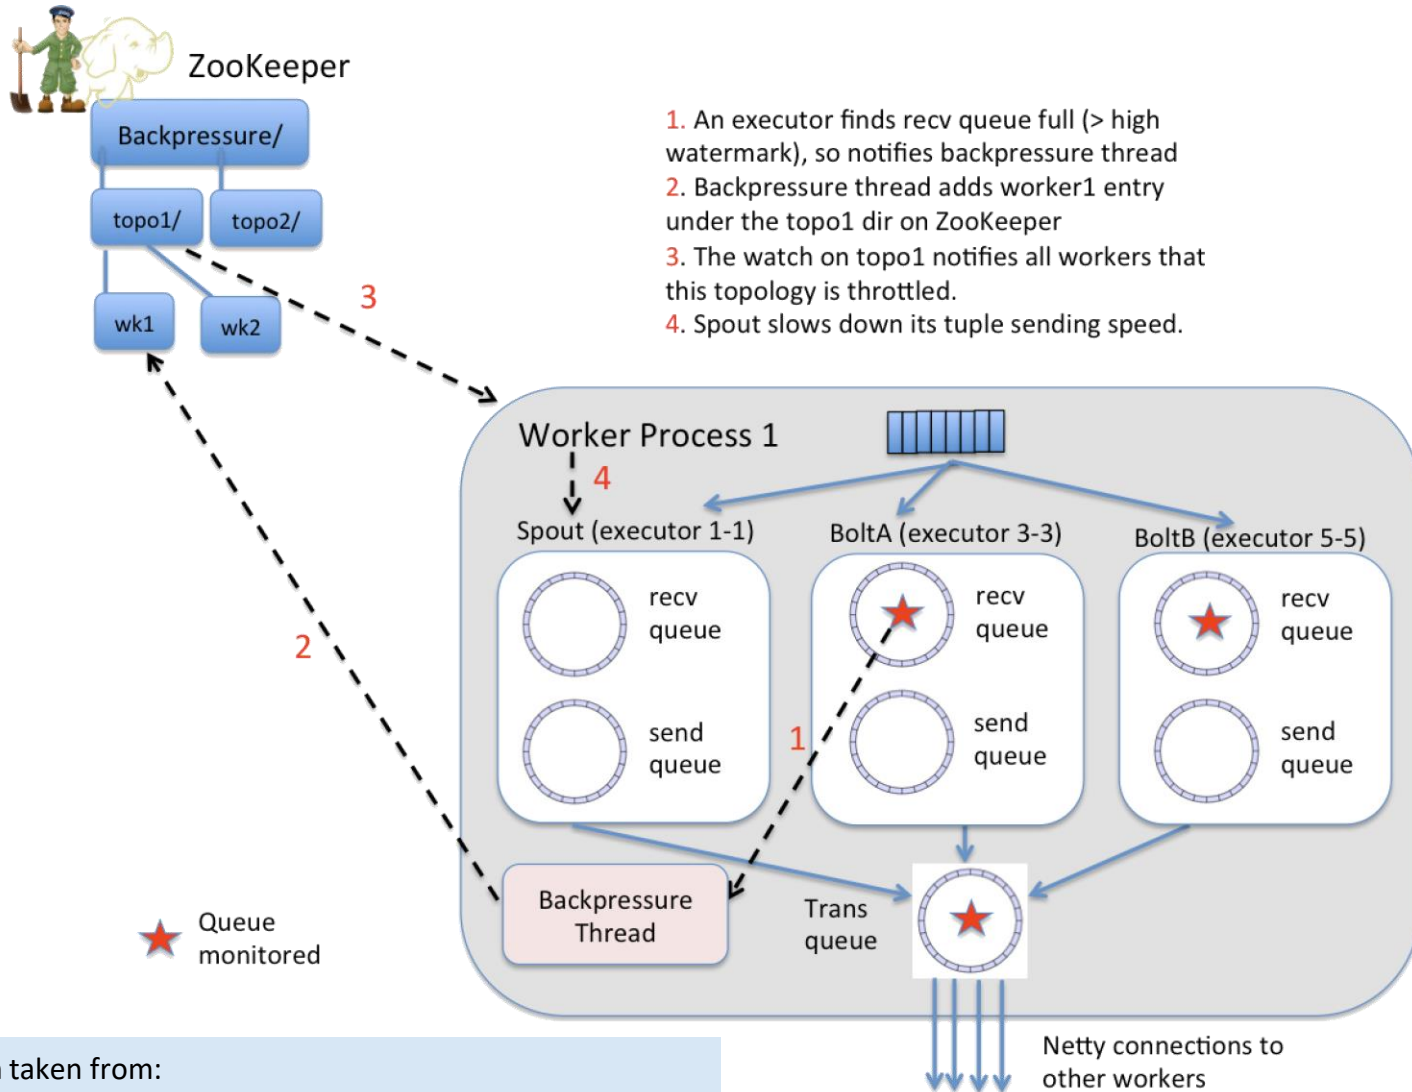 ZooKeeper
Backpressure/
topo1/
topo2/
wk1
wk2
1. An executor finds recv queue full (> high
watermark), so notifies backpressure thread
2. Backpressure thread adds worker1 entry
under the topo1 dir on ZooKeeper
3. The watch on topo1 notifies all workers that
this topology is throttled.
4. Spout slows down its tuple sending speed.
3
2
Worker Process 1
4
Spout (executor 1-1)
recv
queue
send
queue
BoltA (executor 3-3)
recv
queue
send
queue
1
BoltB (executor 5-5)
recv
queue
send
queue
Backpressure
Thread
Trans
queue
Queue
monitored
Netty connections to
other workers
taken from: